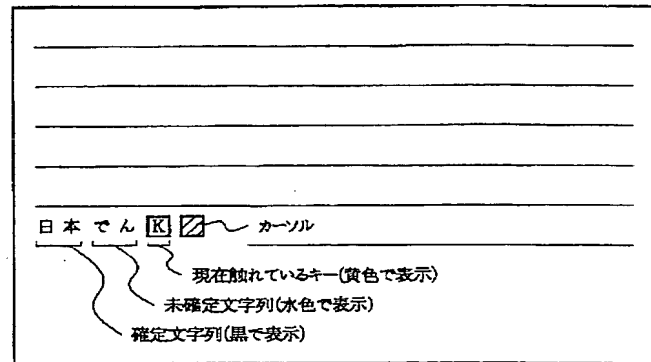 日本 でん K カーソル
現在触れているキー(黄色で表示)
未確定文字列(水色で表示)
確定文字列(黒で表示)